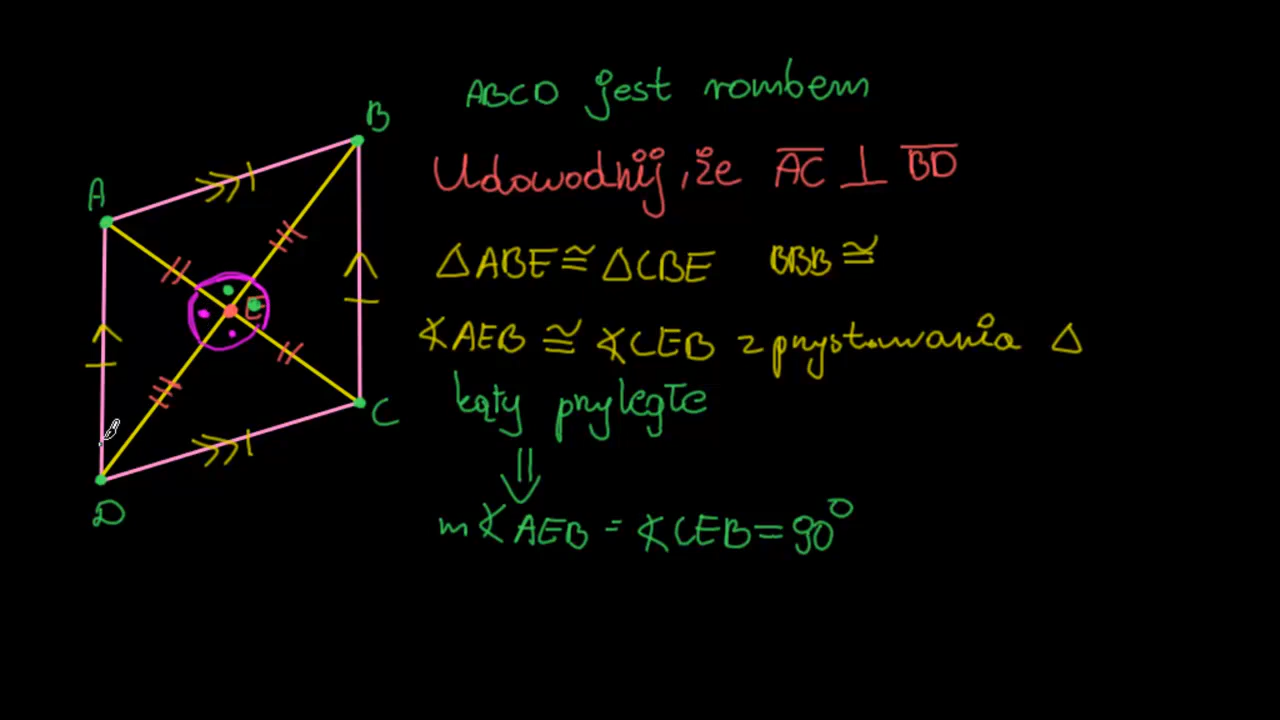 ABCD jest rombem
B
Udowodnij, że AC ⊥ BD
A
△ABE ≅ △CBE BBB ≅
E
∢AEB ≅ ∢CEB z przystawania △
kąty przyległe
C
D
m∢AEB = ∢CEB = 90°